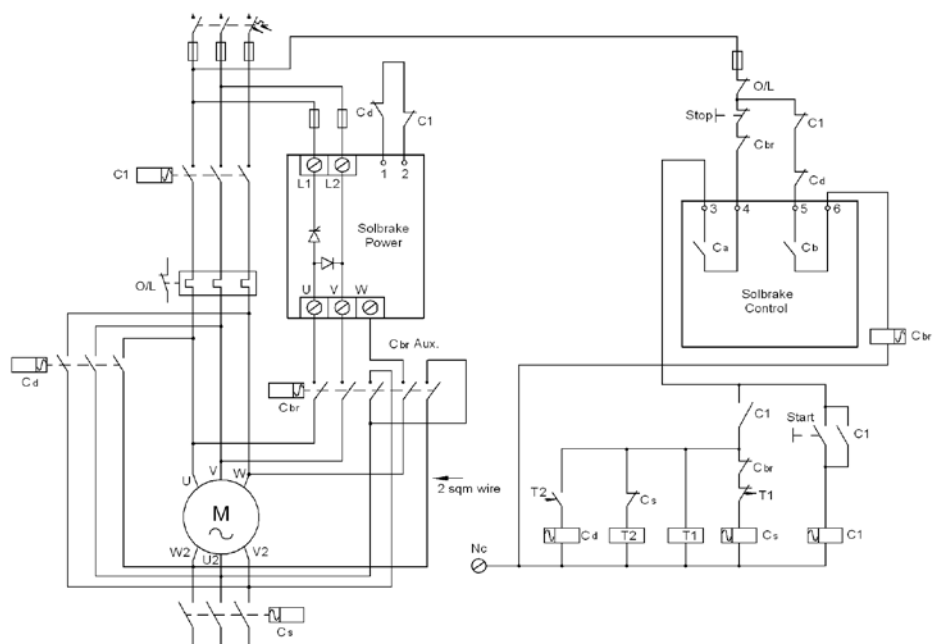 O/L
Stop
C1
Cbr
Cd
C1
Cd
C1
L1 L2 1 2
3 4 5 6
Solbrake
Power
Ca
Cb
Solbrake
Control
O/L
U V W
Cbr Aux.
Cbr
Cd
Cbr
C1
Start
C1
U V W
2 sqm wire
Cbr
T2
Cs
T1
M
Cd
T2
T1
Cs
C1
W2 U2 V2
Nc
Cs